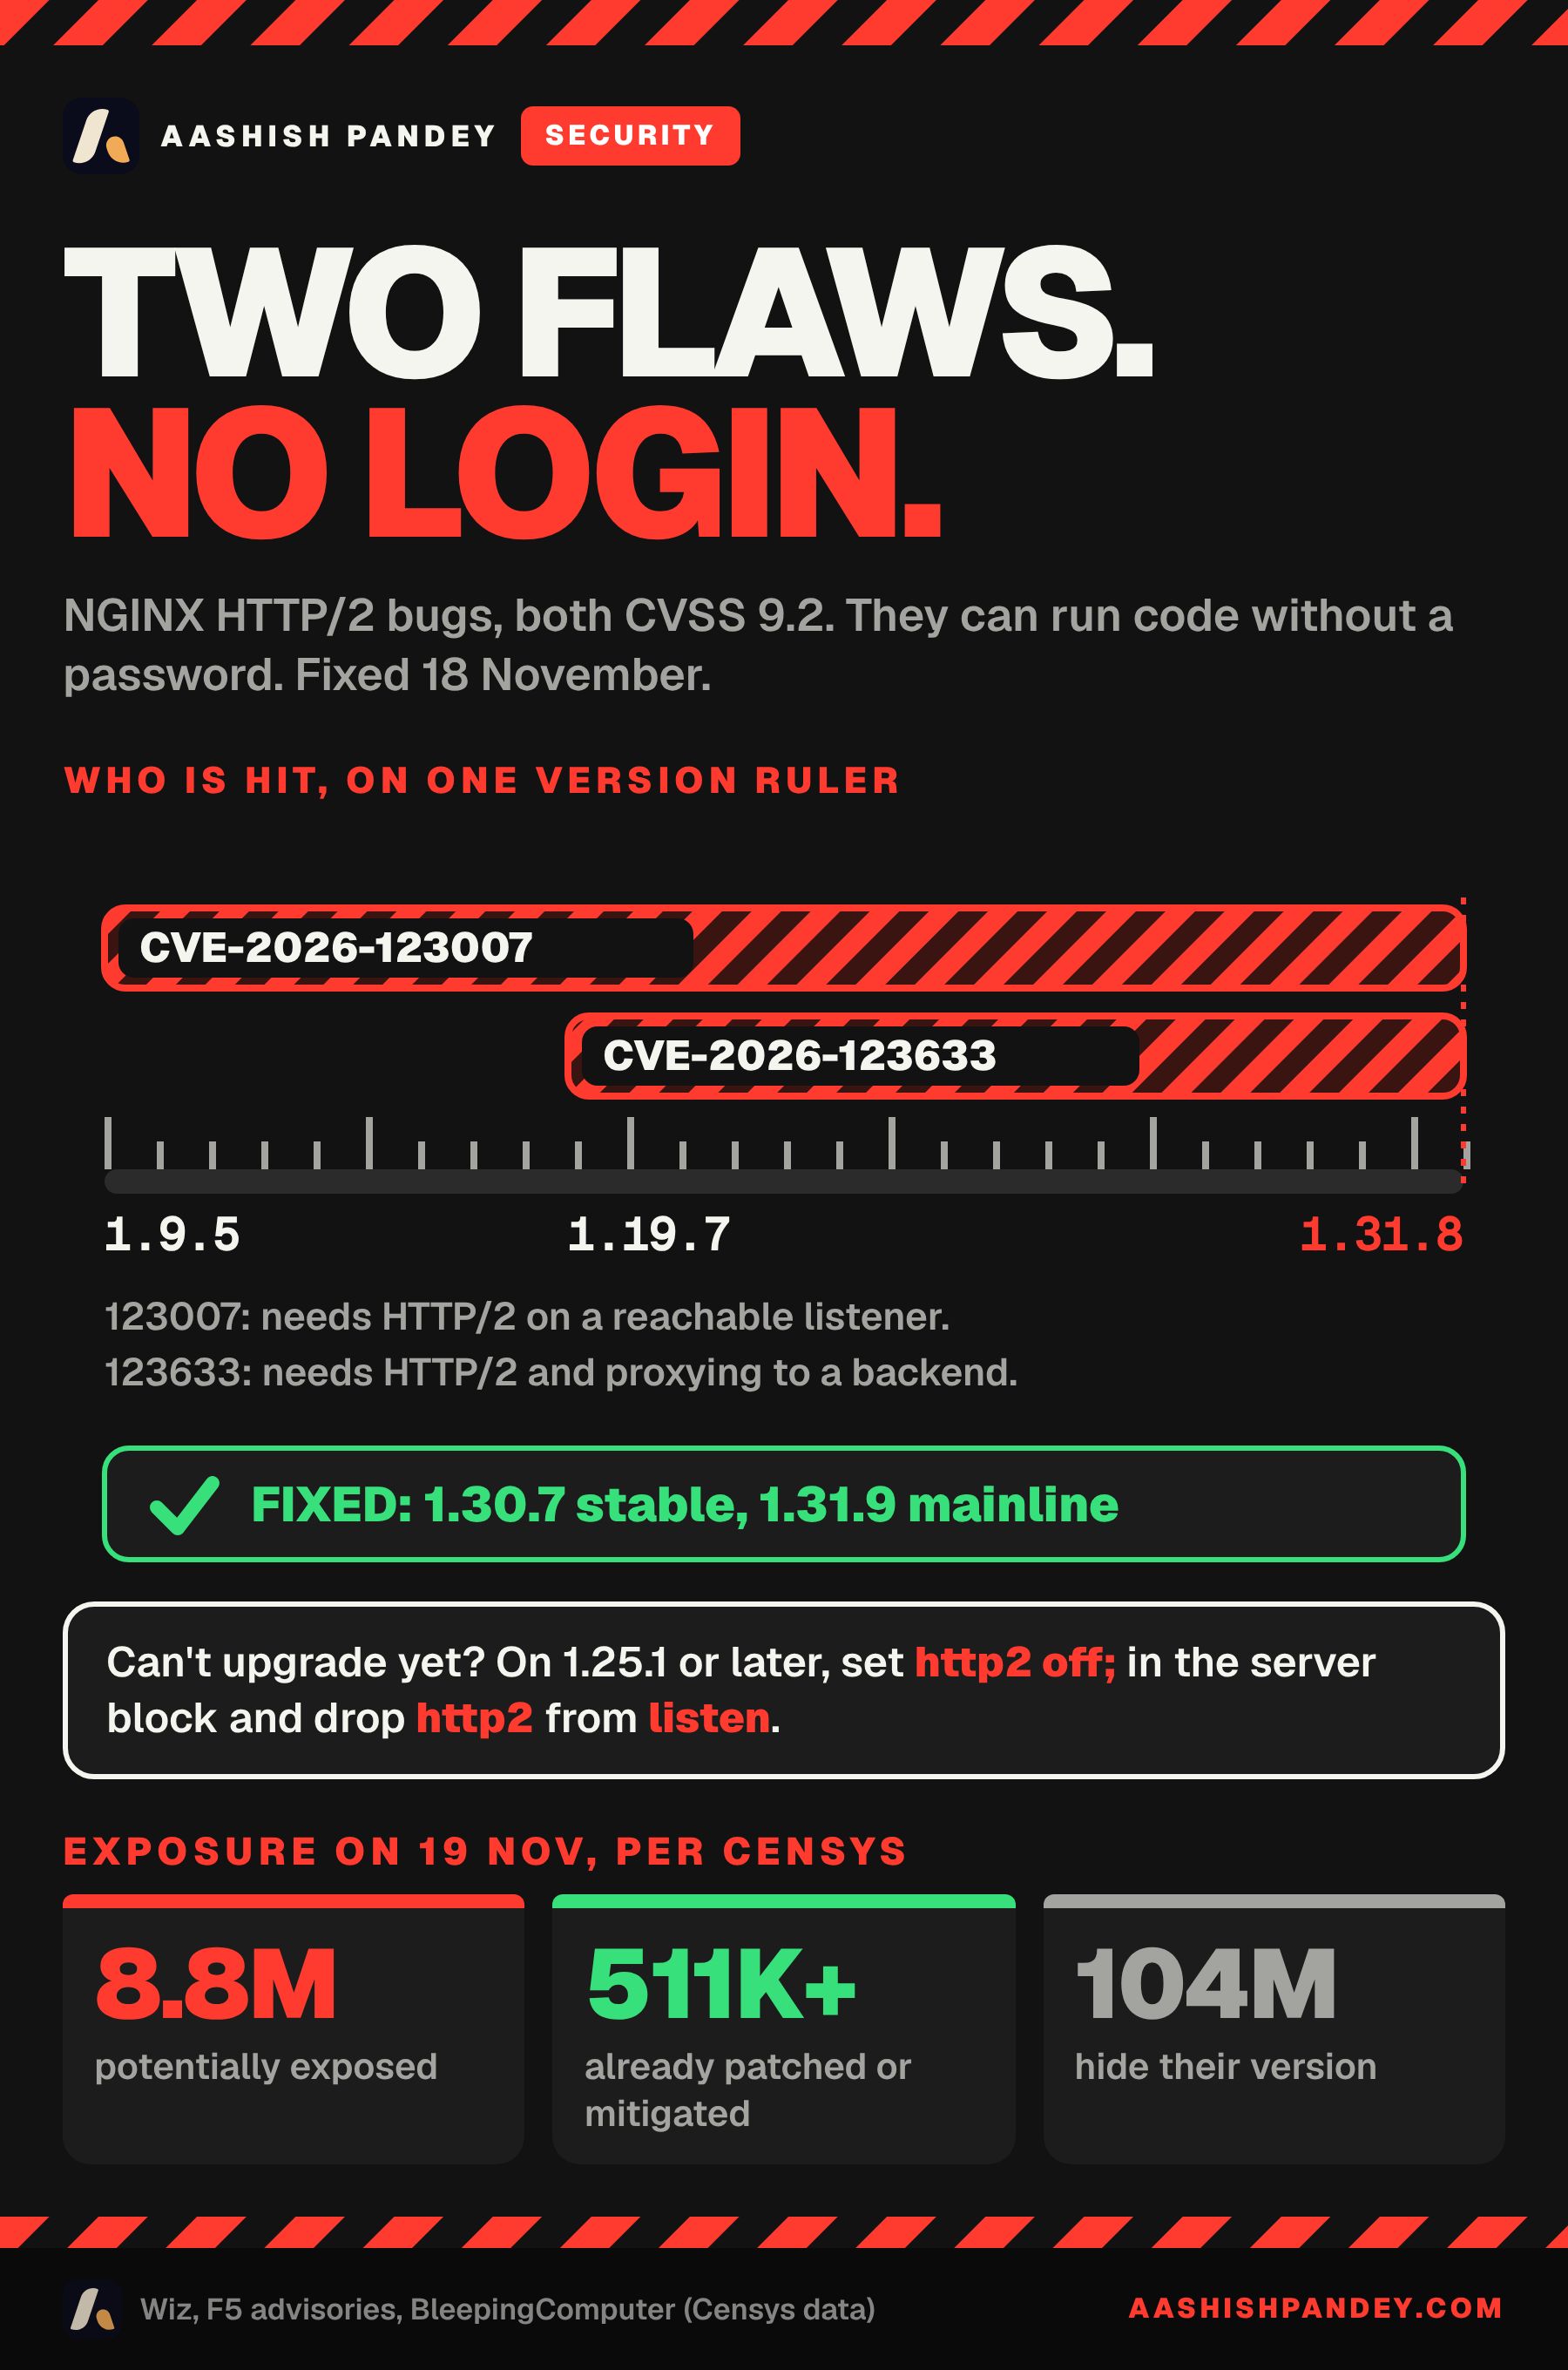 AASHISH PANDEY SECURITY
TWO FLAWS.
NO LOGIN.
NGINX HTTP/2 bugs, both CVSS 9.2. They can run code without a
password. Fixed 18 November.
WHO IS HIT, ON ONE VERSION RULER
CVE-2026-123007
CVE-2026-123633
1.9.5 1.19.7 1.31.8
123007: needs HTTP/2 on a reachable listener.
123633: needs HTTP/2 and proxying to a backend.
FIXED: 1.30.7 stable, 1.31.9 mainline
Can't upgrade yet? On 1.25.1 or later, set http2 off; in the server
block and drop http2 from listen.
EXPOSURE ON 19 NOV, PER CENSYS
8.8M
potentially exposed
511K+
already patched or
mitigated
104M
hide their version
Wiz, F5 advisories, BleepingComputer (Censys data)
AASHISHPANDEY.COM